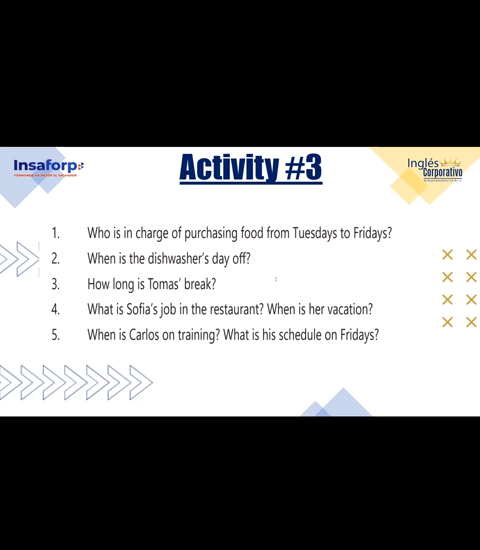 Insaforp
Activity #3
Inglés
Corporativo
1. Who is in charge of purchasing food from Tuesdays to Fridays?
2. When is the dishwasher's day off?
3. How long is Tomas' break?
4. What is Sofia's job in the restaurant? When is her vacation?
5. When is Carlos on training? What is his schedule on Fridays?